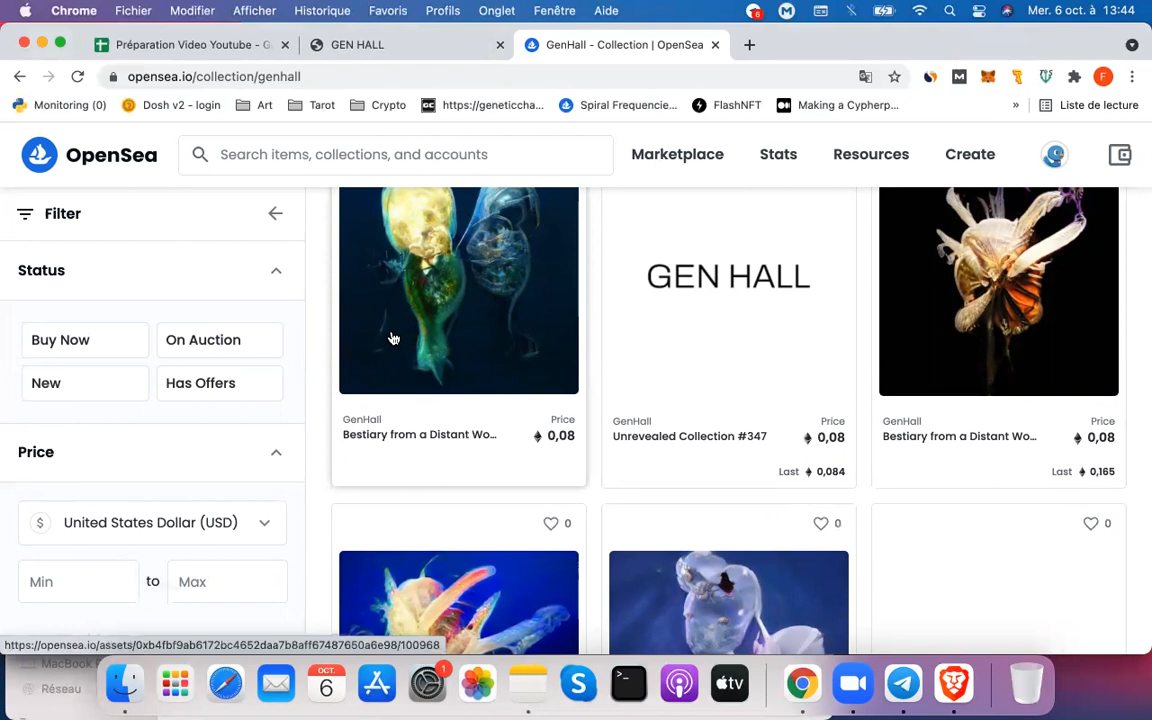 Chrome Fichier Modifier Afficher Historique Favoris Profils Onglet Fenêtre Aide 6 Mer. 6 oct. à 13:44
Préparation Video Youtube - G GEN HALL GenHall - Collection | OpenSea
opensea.io/collection/genhall F
Monitoring (0) Dosh v2 - login Art Tarot Crypto https://geneticcha... Spiral Frequencie... FlashNFT Making a Cypherp... » Liste de lecture
OpenSea Search items, collections, and accounts Marketplace Stats Resources Create
Filter
Status
Buy Now On Auction
New Has Offers
Price
$ United States Dollar (USD)
Min to Max
GEN HALL
GenHall Price
Bestiary from a Distant Wo... 0,08
GenHall Price
Unrevealed Collection #347 0,08
Last 0,084
GenHall Price
Bestiary from a Distant Wo... 0,08
Last 0,165
0 0 0
https://opensea.io/assets/0xb4fbf9ab6172bc4652daa7b8aff67487650a6e98/100968
Réseau
OCT.
6
1
tv